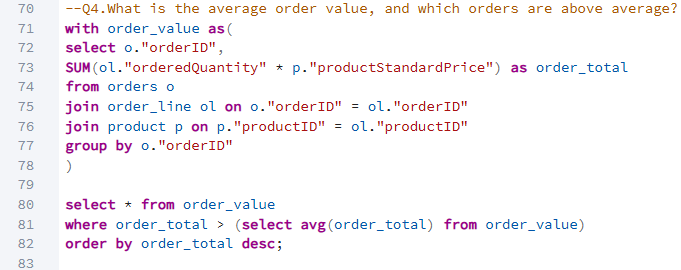 70 --Q4.What is the average order value, and which orders are above average?
71 with order_value as(
72 select o."orderID",
73 SUM(ol."orderedQuantity" * p."productStandardPrice") as order_total
74 from orders o
75 join order_line ol on o."orderID" = ol."orderID"
76 join product p on p."productID" = ol."productID"
77 group by o."orderID"
78 )
79
80 select * from order_value
81 where order_total > (select avg(order_total) from order_value)
82 order by order_total desc;
83